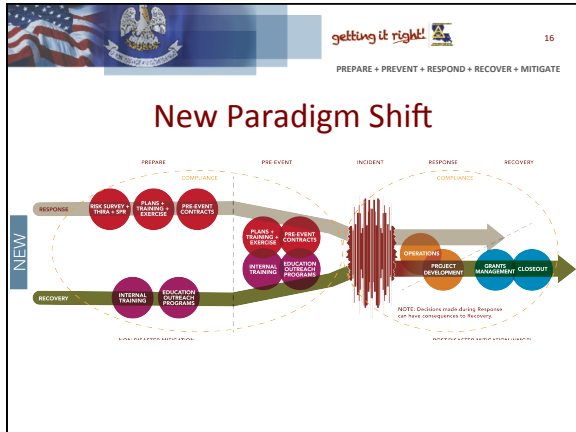 getting it right!
16
PREPARE + PREVENT + RESPOND + RECOVER + MITIGATE
New Paradigm Shift
PREPARE
PRE EVENT
INCIDENT
RESPONSE
RECOVERY
COMPLIANCE
COMPLIANCE
NEW
RESPONSE
RISK SURVEY +
THIRA + SPR
PLANS +
TRAINING +
EXERCISE
PRE-EVENT
CONTRACTS
PLANS +
TRAINING +
EXERCISE
PRE-EVENT
CONTRACTS
INTERNAL
TRAINING
EDUCATION
OUTREACH
PROGRAMS
OPERATIONS
PROJECT
DEVELOPMENT
GRANTS
MANAGEMENT
CLOSEOUT
RECOVERY
INTERNAL
TRAINING
EDUCATION
OUTREACH
PROGRAMS
NOTE: Decisions made during Response
can have consequences to Recovery.